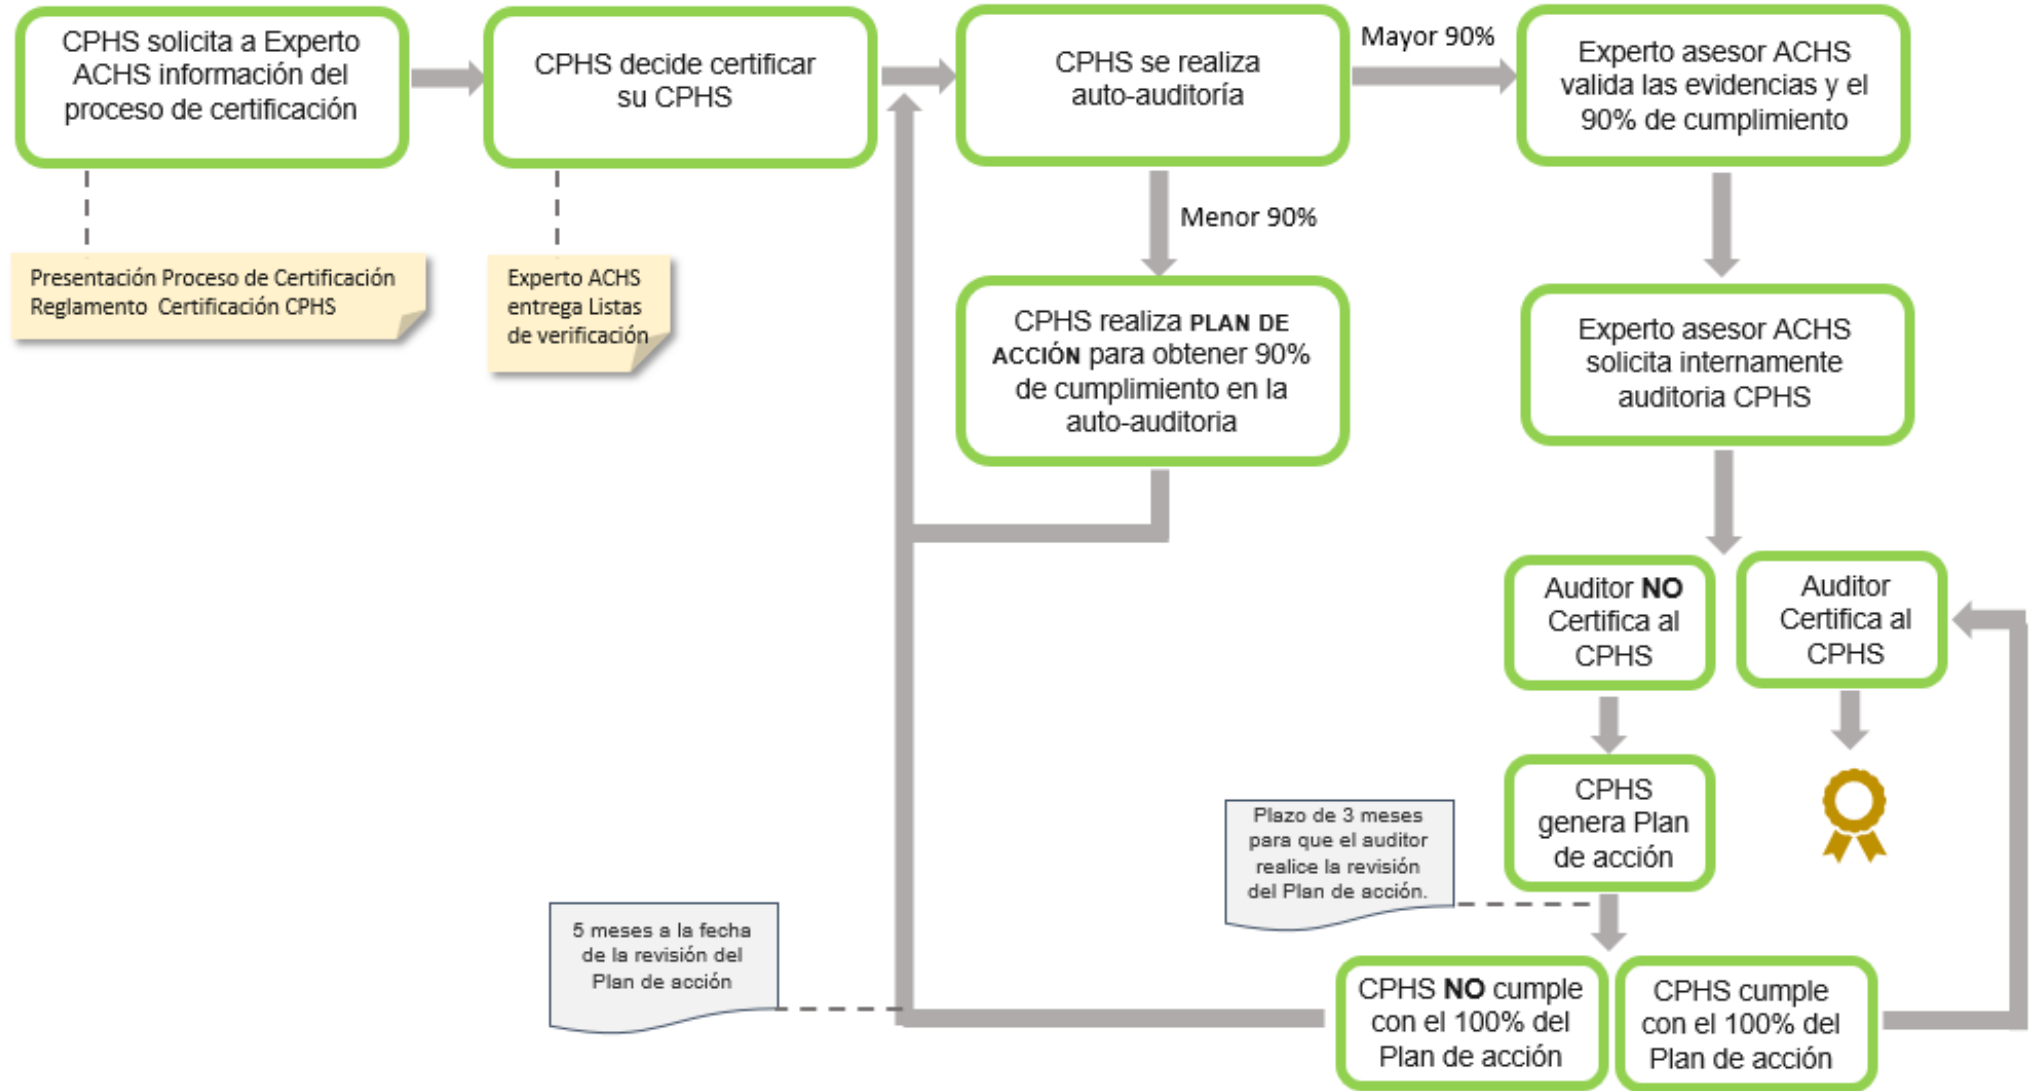 CPHS solicita a Experto
ACHS información del
proceso de certificación
CPHS decide certificar
su CPHS
CPHS se realiza
auto-auditoría
Mayor 90%
Experto asesor ACHS
valida las evidencias y el
90% de cumplimiento
Menor 90%
Presentación Proceso de Certificación
Reglamento Certificación CPHS
Experto ACHS
entrega Listas
de verificación
CPHS realiza PLAN DE
ACCIÓN para obtener 90%
de cumplimiento en la
auto-auditoria
Experto asesor ACHS
solicita internamente
auditoria CPHS
Auditor NO
Certifica al
CPHS
Auditor
Certifica al
CPHS
CPHS
genera Plan
de acción
Plazo de 3 meses
para que el auditor
realice la revisión
del Plan de acción.
5 meses a la fecha
de la revisión del
Plan de acción
CPHS NO cumple
con el 100% del
Plan de acción
CPHS cumple
con el 100% del
Plan de acción